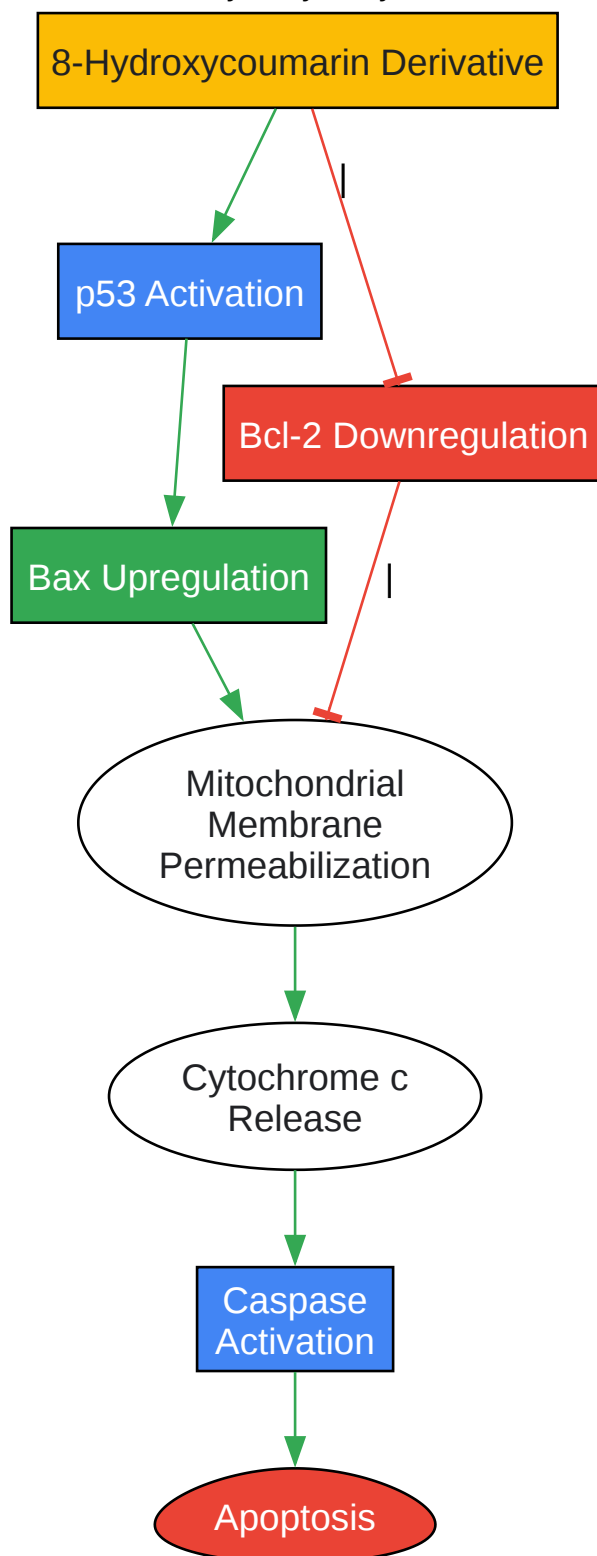 8-Hydroxycoumarin Derivative
|
p53 Activation
Bcl-2 Downregulation
Bax Upregulation
|
Mitochondrial
Membrane
Permeabilization
Cytochrome c
Release
Caspase
Activation
Apoptosis